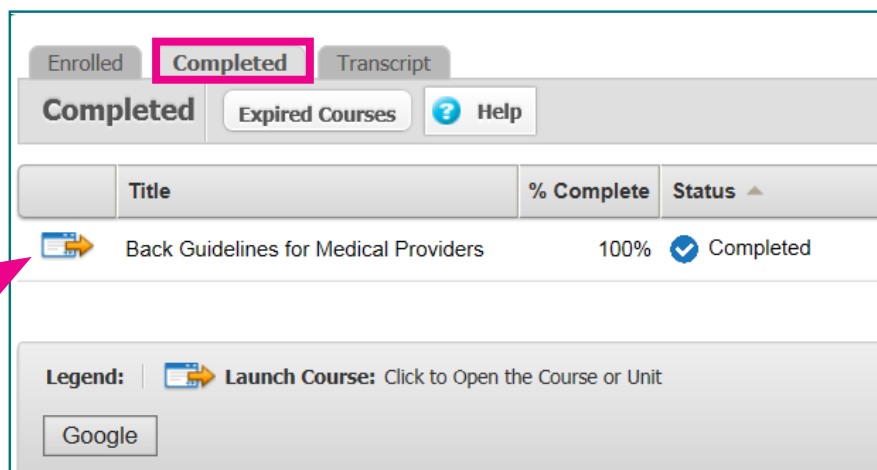 Enrolled Completed Transcript
Completed Expired Courses ? Help
Title % Complete Status
Back Guidelines for Medical Providers 100% Completed
Legend: Launch Course: Click to Open the Course or Unit
Google